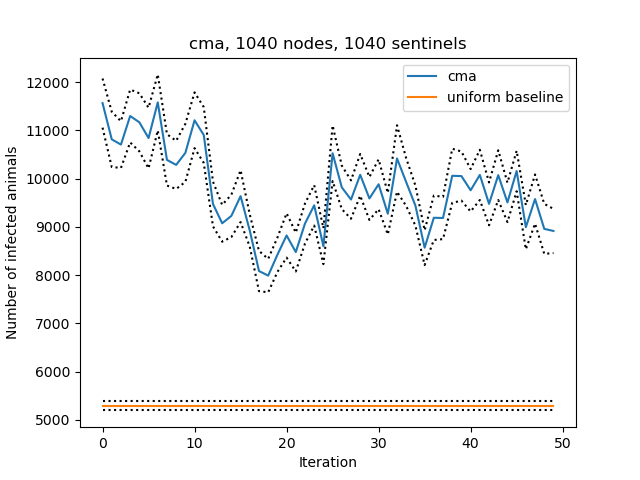 cma, 1040 nodes, 1040 sentinels
cma
uniform baseline
Number of infected animals
12000
11000
10000
9000
8000
7000
6000
5000
0 10 20 30 40 50
Iteration